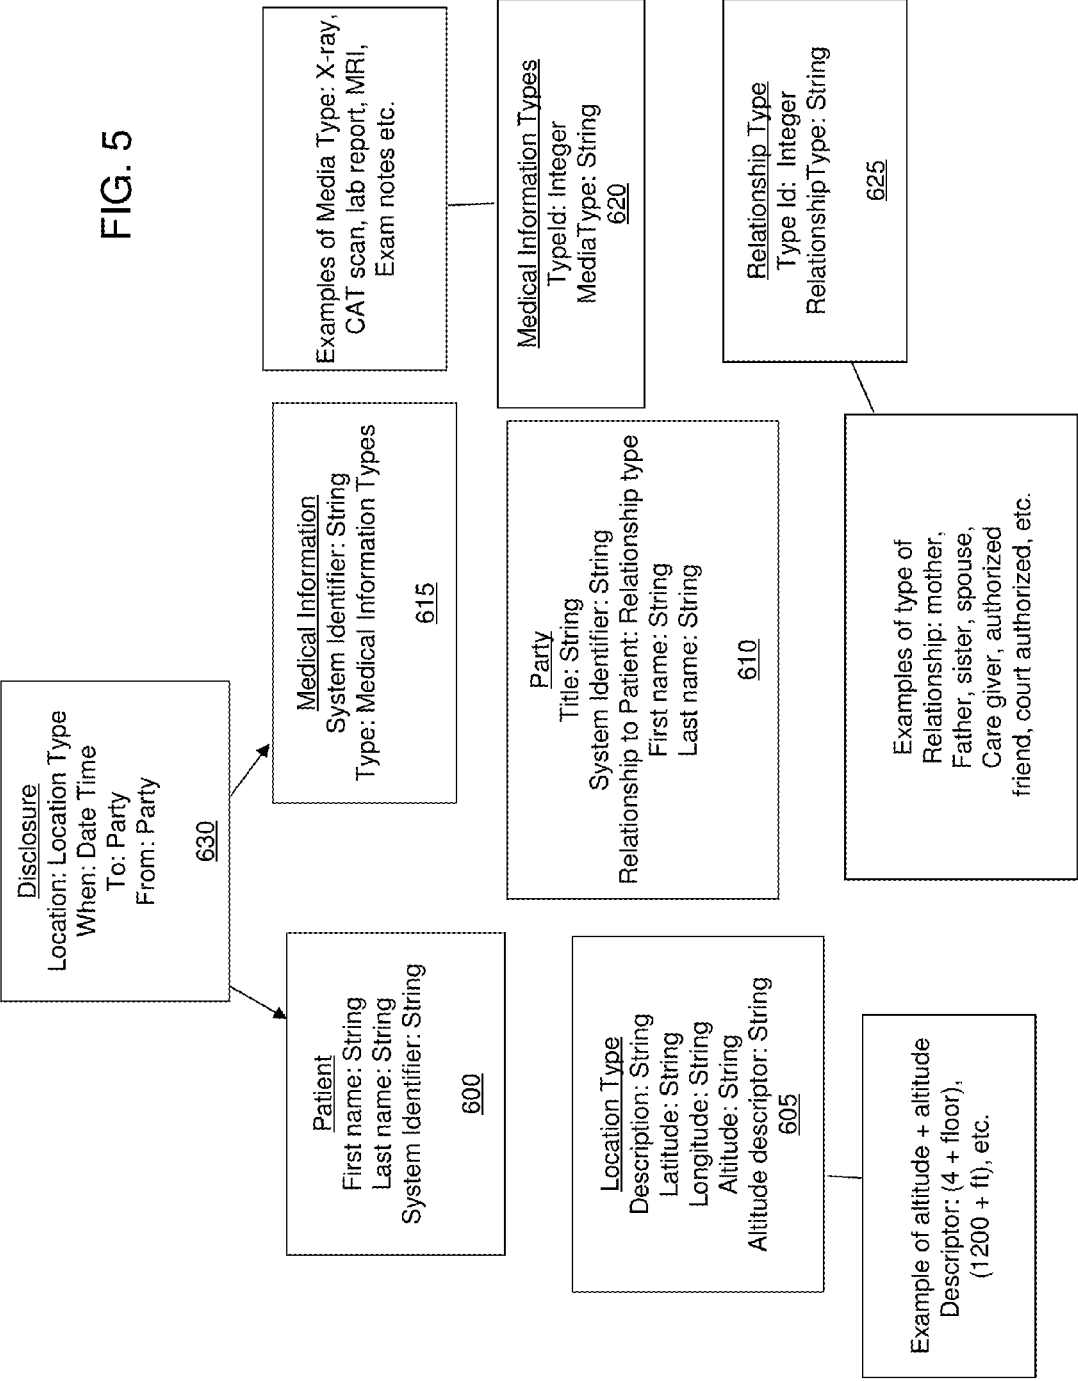 FIG. 5
Disclosure
Location: Location Type
When: Date Time
To: Party
From: Party
630
Patient
First name: String
Last name: String
System Identifier: String
600
Medical Information
System Identifier: String
Type: Medical Information Types
615
Examples of Media Type: X-ray,
CAT scan, lab report, MRI,
Exam notes etc.
Medical Information Types
TypeId: Integer
MediaType: String
620
Location Type
Description: String
Latitude: String
Longitude: String
Altitude: String
Altitude descriptor: String
605
Party
Title: String
System Identifier: String
Relationship to Patient: Relationship type
First name: String
Last name: String
610
Relationship Type
Type Id: Integer
RelationshipType: String
625
Example of altitude + altitude
Descriptor: (4 + floor),
(1200 + ft), etc.
Examples of type of
Relationship: mother,
Father, sister, spouse,
Care giver, authorized
friend, court authorized, etc.